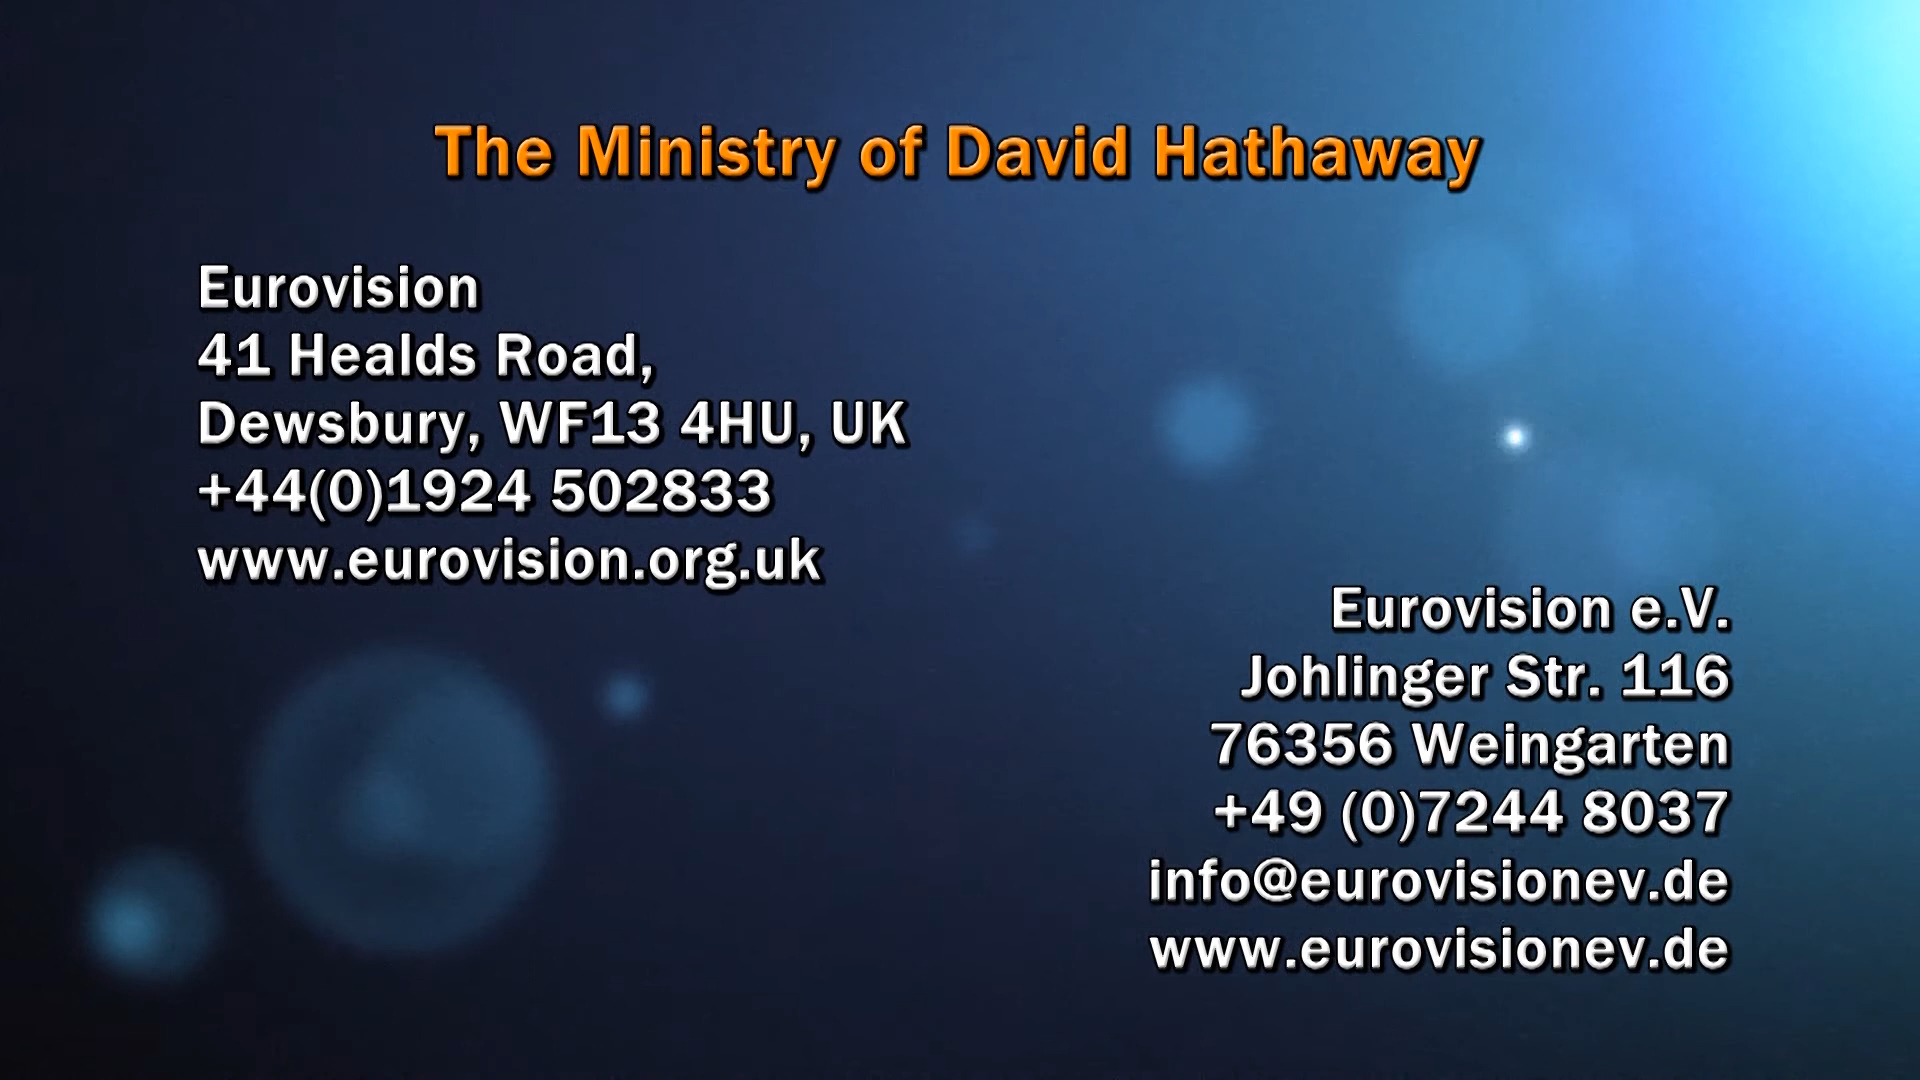 The Ministry of David Hathaway
Eurovision
41 Healds Road,
Dewsbury, WF13 4HU, UK
+44(0)1924 502833
www.eurovision.org.uk
Eurovision e.V.
Johlinger Str. 116
76356 Weingarten
+49 (0)7244 8037
info@eurovisionev.de
www.eurovisionev.de